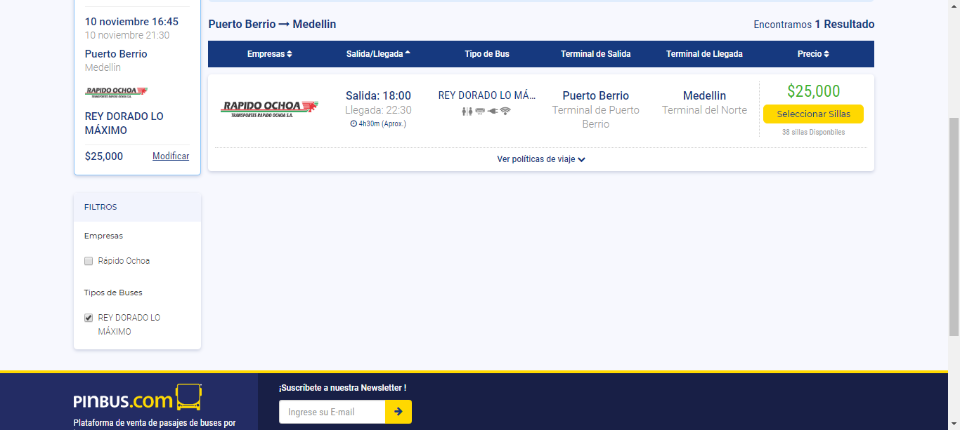 10 noviembre 16:45
10 noviembre 21:30
Puerto Berrio
Medellin
RAPIDO OCHOA
REY DORADO LO
MÁXIMO
$25,000 Modificar
FILTROS
Empresas
Rápido Ochoa
Tipos de Buses
REY DORADO LO
MÁXIMO
Puerto Berrio → Medellin
Encontramos 1 Resultado
Empresas Salida/Llegada Tipo de Bus Terminal de Salida Terminal de Llegada Precio
RAPIDO OCHOA
TRANSPORTES RAPIDO OCHOA S.A.
Salida: 18:00
Llegada: 22:30
4h30m (Aprox.)
REY DORADO LO MÁ...
Puerto Berrio
Terminal de Puerto
Berrio
Medellin
Terminal del Norte
$25,000
Seleccionar Sillas
38 sillas Disponbiles
Ver políticas de viaje
PINBUS.com
Plataforma de venta de pasajes de buses por
¡Suscríbete a nuestra Newsletter !
Ingrese su E-mail